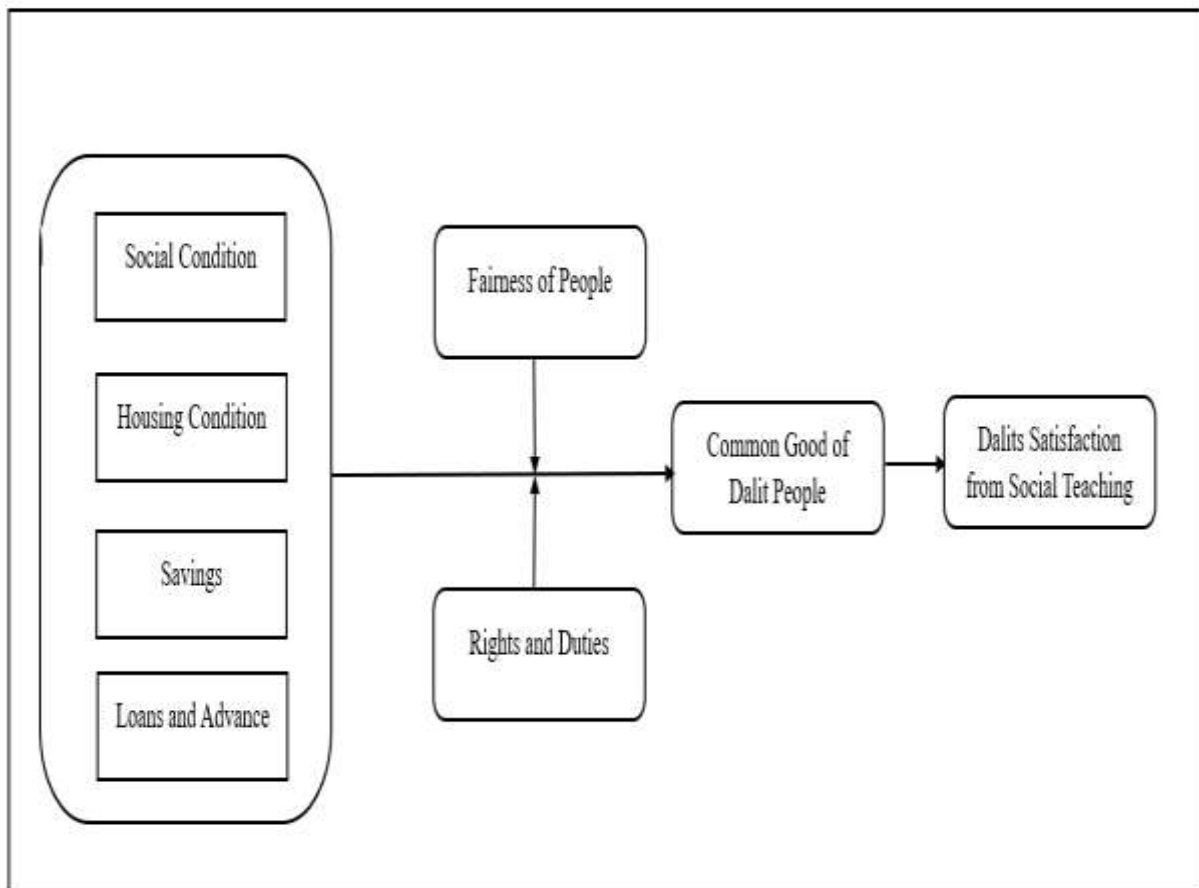 Social Condition
Housing Condition
Savings
Loans and Advance
Fairness of People
Rights and Duties
Common Good of
Dalit People
Dalits Satisfaction
from Social Teaching